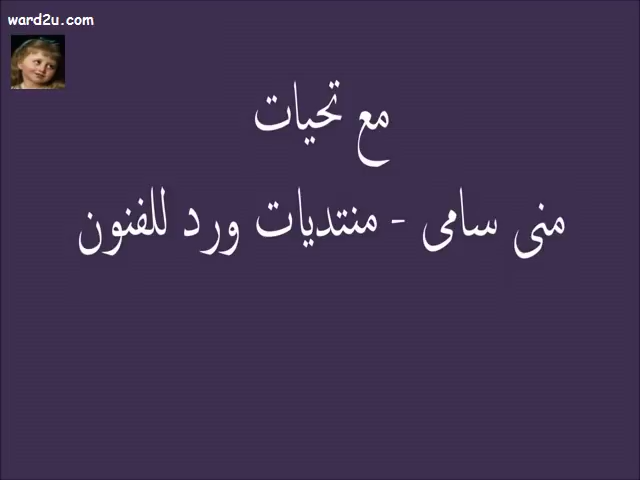 ward2u.com
مع تحيات
منى سامى - منتديات ورد للفنون